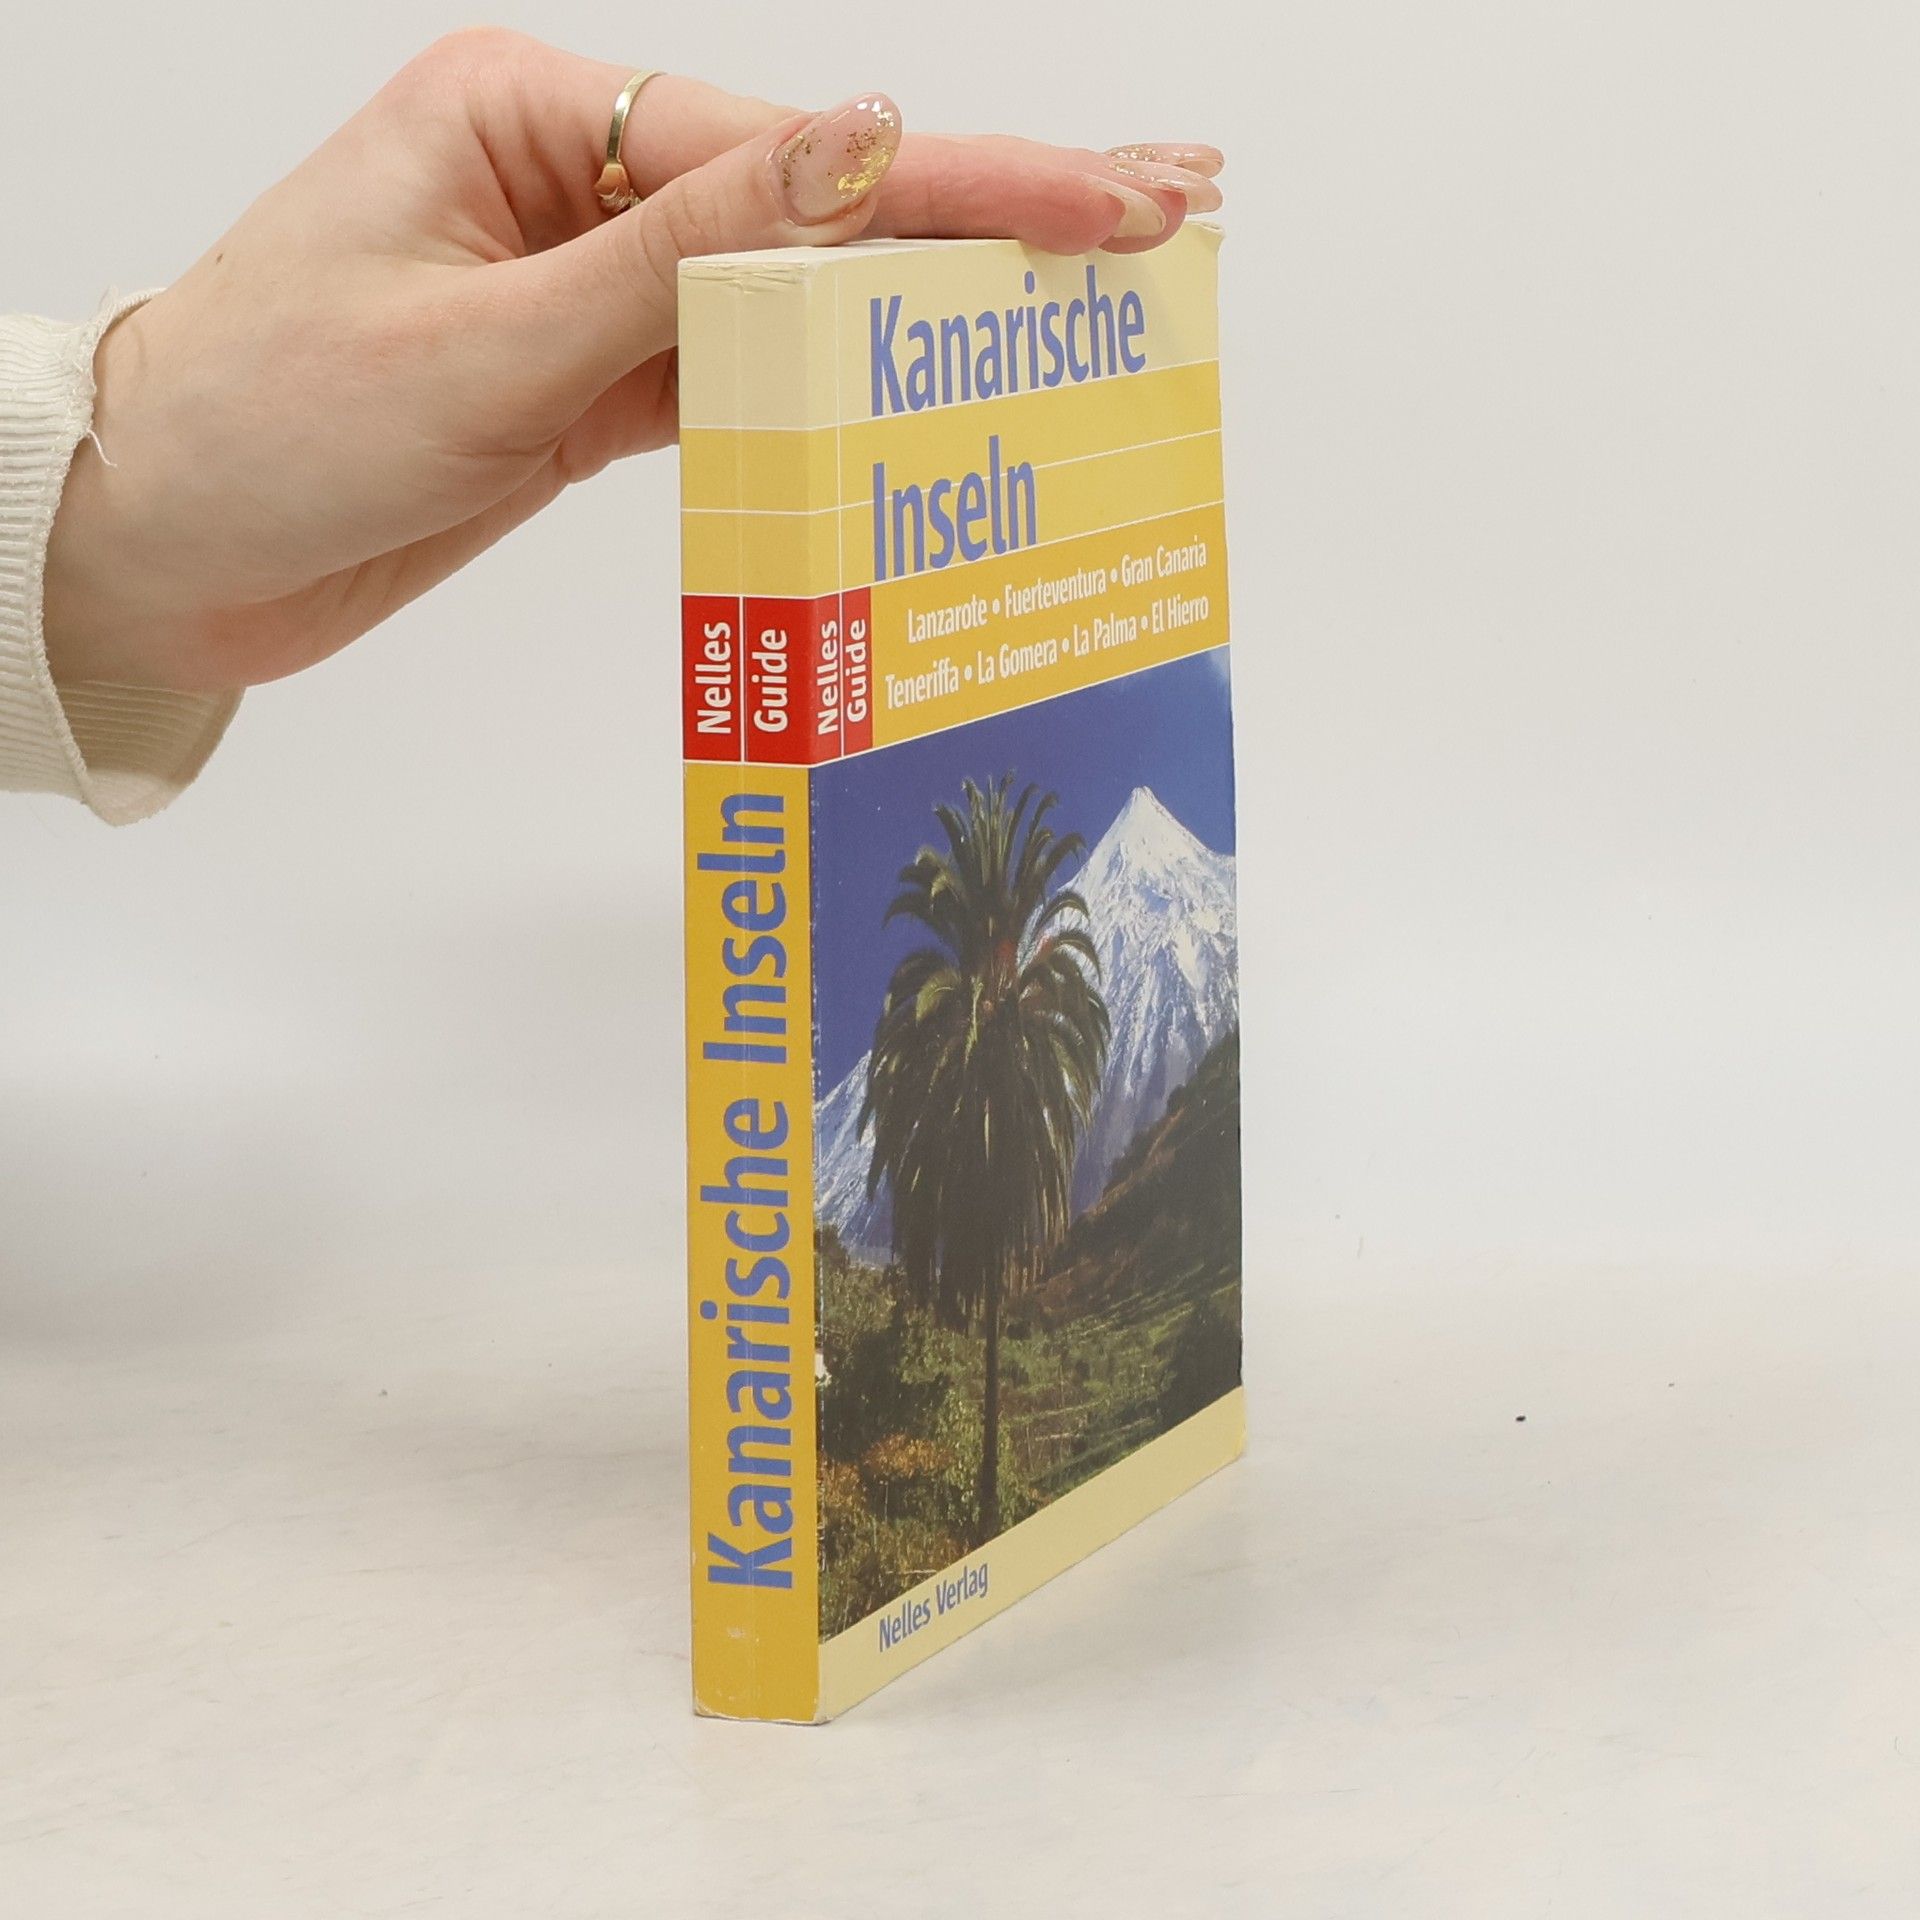 Kanarische
Inseln
Lanzarote • Fuerteventura • Gran Canaria
Teneriffa • La Gomera • La Palma • El Hierro
Nelles
Guide
Nelles Verlag
Nelles
Guide
Kanarische Inseln